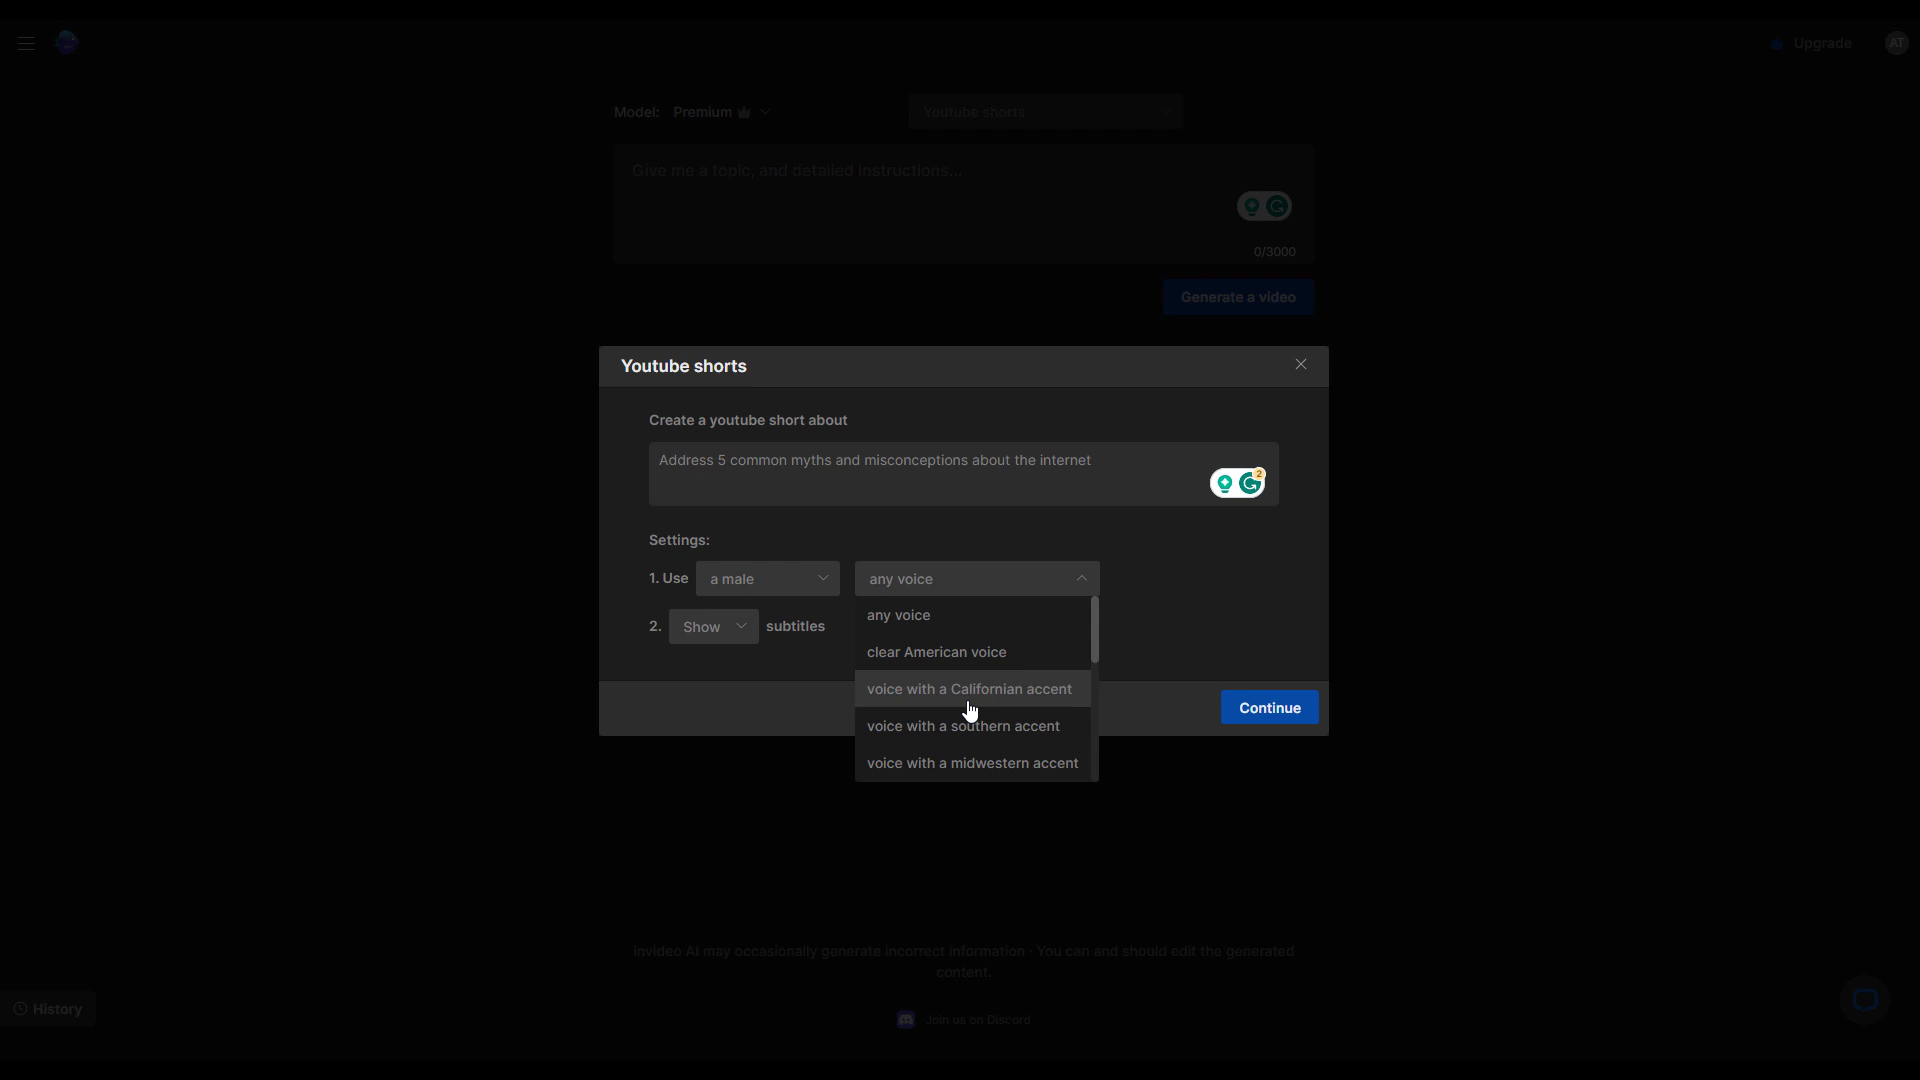 Upgrade
AT
Model: Premium
Youtube shorts
Give me a topic, and detailed instructions...
0/3000
Generate a video
Youtube shorts
Create a youtube short about
Address 5 common myths and misconceptions about the internet
2
Settings:
1. Use a male any voice
any voice
2. Show subtitles
clear American voice
voice with a Californian accent
Continue
voice with a southern accent
voice with a midwestern accent
invideo AI may occasionally generate incorrect information · You can and should edit the generated
content.
History
Join us on Discord